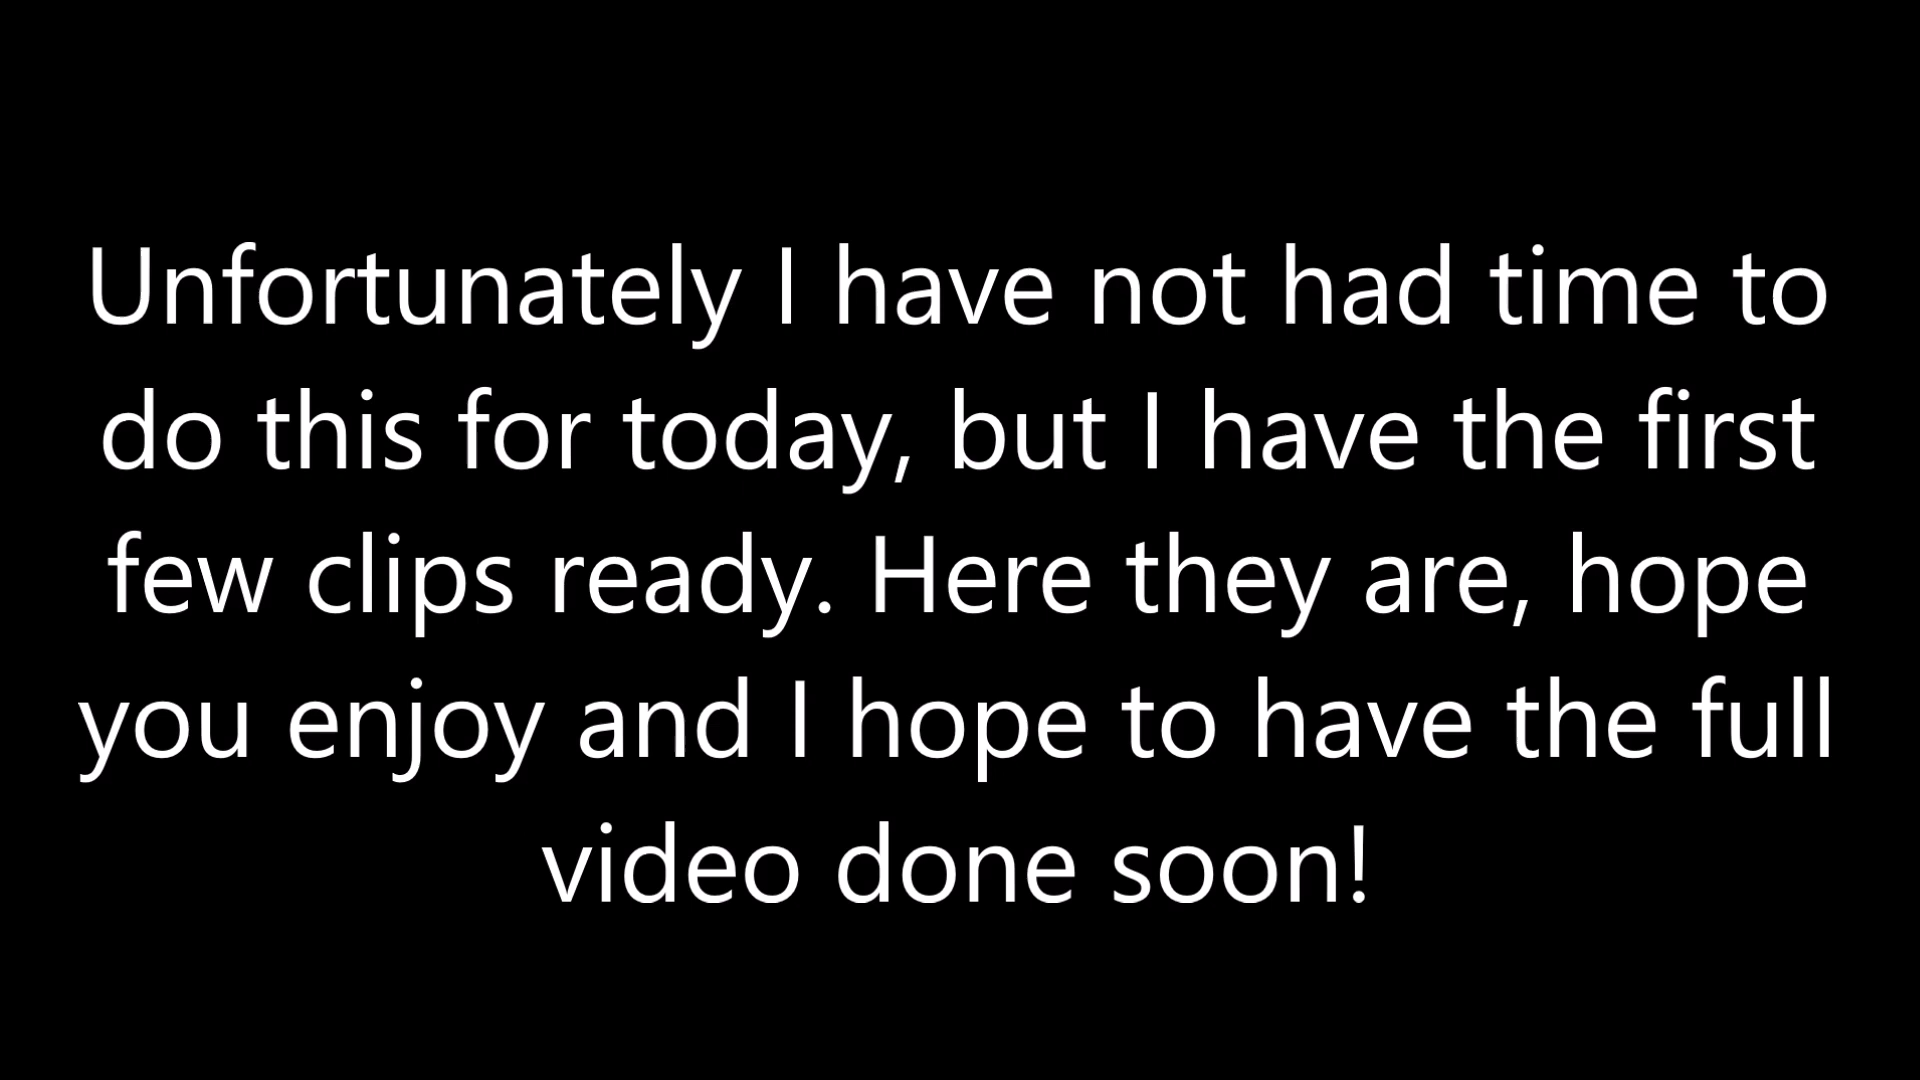 Unfortunately I have not had time to
do this for today, but I have the first
few clips ready. Here they are, hope
you enjoy and I hope to have the full
video done soon!